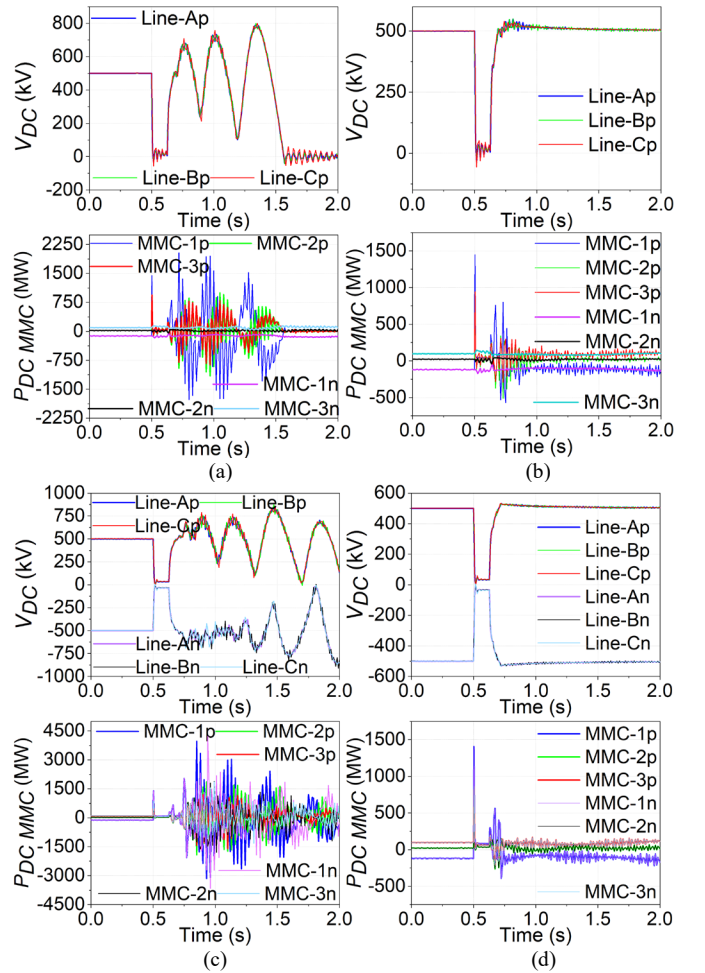 800
600
400
200
0
-200
V_DC (kV)
Line-Ap
Line-Bp Line-Cp
0.0 0.5 1.0 1.5 2.0
Time (s)
2250
1500
750
0
-750
-1500
-2250
P_DC MMC (MW)
MMC-1p MMC-2p
MMC-3p
MMC-1n
MMC-2n MMC-3n
0.0 0.5 1.0 1.5 2.0
Time (s)
(a)
500
250
0
V_DC (kV)
Line-Ap
Line-Bp
Line-Cp
0.0 0.5 1.0 1.5 2.0
Time (s)
1500
1000
500
0
-500
P_DC MMC (MW)
MMC-1p
MMC-2p
MMC-3p
MMC-1n
MMC-2n
MMC-3n
0.0 0.5 1.0 1.5 2.0
Time (s)
(b)
1000
750
500
250
0
-250
-500
-750
-1000
V_DC (kV)
Line-Ap Line-Bp
Line-Cp
Line-An
Line-Bn Line-Cn
0.0 0.5 1.0 1.5 2.0
Time (s)
4500
3000
1500
0
-1500
-3000
-4500
P_DC MMC (MW)
MMC-1p MMC-2p
MMC-3p
MMC-1n
MMC-2n MMC-3n
0.0 0.5 1.0 1.5 2.0
Time (s)
(c)
600
400
200
0
-200
-400
-600
V_DC (kV)
Line-Ap
Line-Bp
Line-Cp
Line-An
Line-Bn
Line-Cn
0.0 0.5 1.0 1.5 2.0
Time (s)
1500
1000
500
0
-500
P_DC MMC (MW)
MMC-1p
MMC-2p
MMC-3p
MMC-1n
MMC-2n
MMC-3n
0.0 0.5 1.0 1.5 2.0
Time (s)
(d)